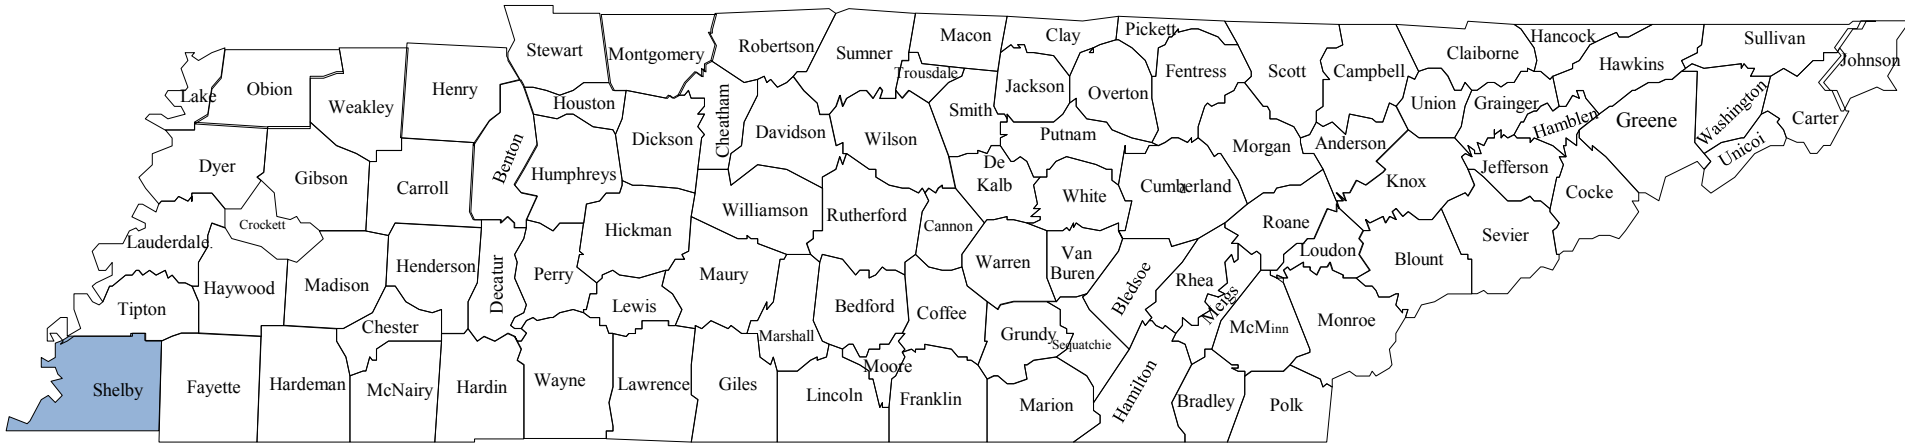 Lake
Obion
Weakley
Henry
Stewart
Montgomery
Robertson
Sumner
Macon
Clay
Pickett
Fentress
Scott
Campbell
Claiborne
Hancock
Hawkins
Sullivan
Johnson
Trousdale
Jackson
Overton
Houston
Dickson
Cheatham
Davidson
Wilson
Smith
Putnam
Morgan
Anderson
Union
Grainger
Hamblen
Greene
Washington
Unicoi
Carter
Dyer
Gibson
Carroll
Benton
Humphreys
Williamson
Rutherford
Cannon
De
Kalb
White
Cumberland
Roane
Loudon
Knox
Jefferson
Cocke
Sevier
Blount
Lauderdale.
Crockett
Haywood
Madison
Henderson
Decatur
Perry
Hickman
Lewis
Maury
Bedford
Coffee
Warren
Van
Buren
Bledsoe
Rhea
Meigs
McMinn
Monroe
Tipton
Chester
Marshall
Moore
Grundy
Sequatchie
Shelby
Fayette
Hardeman
McNairy
Hardin
Wayne
Lawrence
Giles
Lincoln
Franklin
Marion
Hamilton
Bradley
Polk